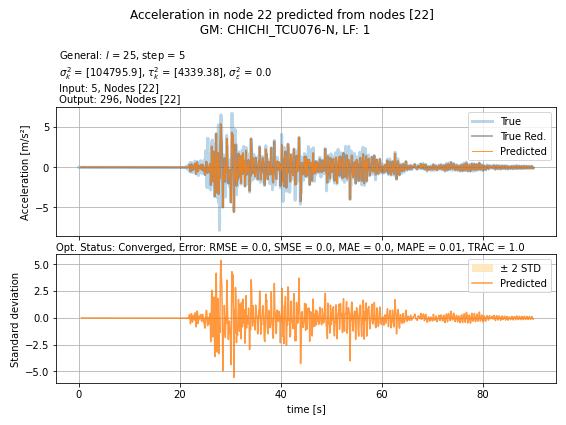 Acceleration in node 22 predicted from nodes [22]
GM: CHICHI_TCU076-N, LF: 1
General: l = 25, step = 5
σ²ₖ = [104795.9], τ²ₖ = [4339.38], σ²ε = 0.0
Input: 5, Nodes [22]
Output: 296, Nodes [22]
Acceleration [m/s²]
5
0
−5
True
True Red.
Predicted
Opt. Status: Converged, Error: RMSE = 0.0, SMSE = 0.0, MAE = 0.0, MAPE = 0.01, TRAC = 1.0
Standard deviation
5.0
2.5
0.0
−2.5
−5.0
± 2 STD
Predicted
0 20 40 60 80
time [s]